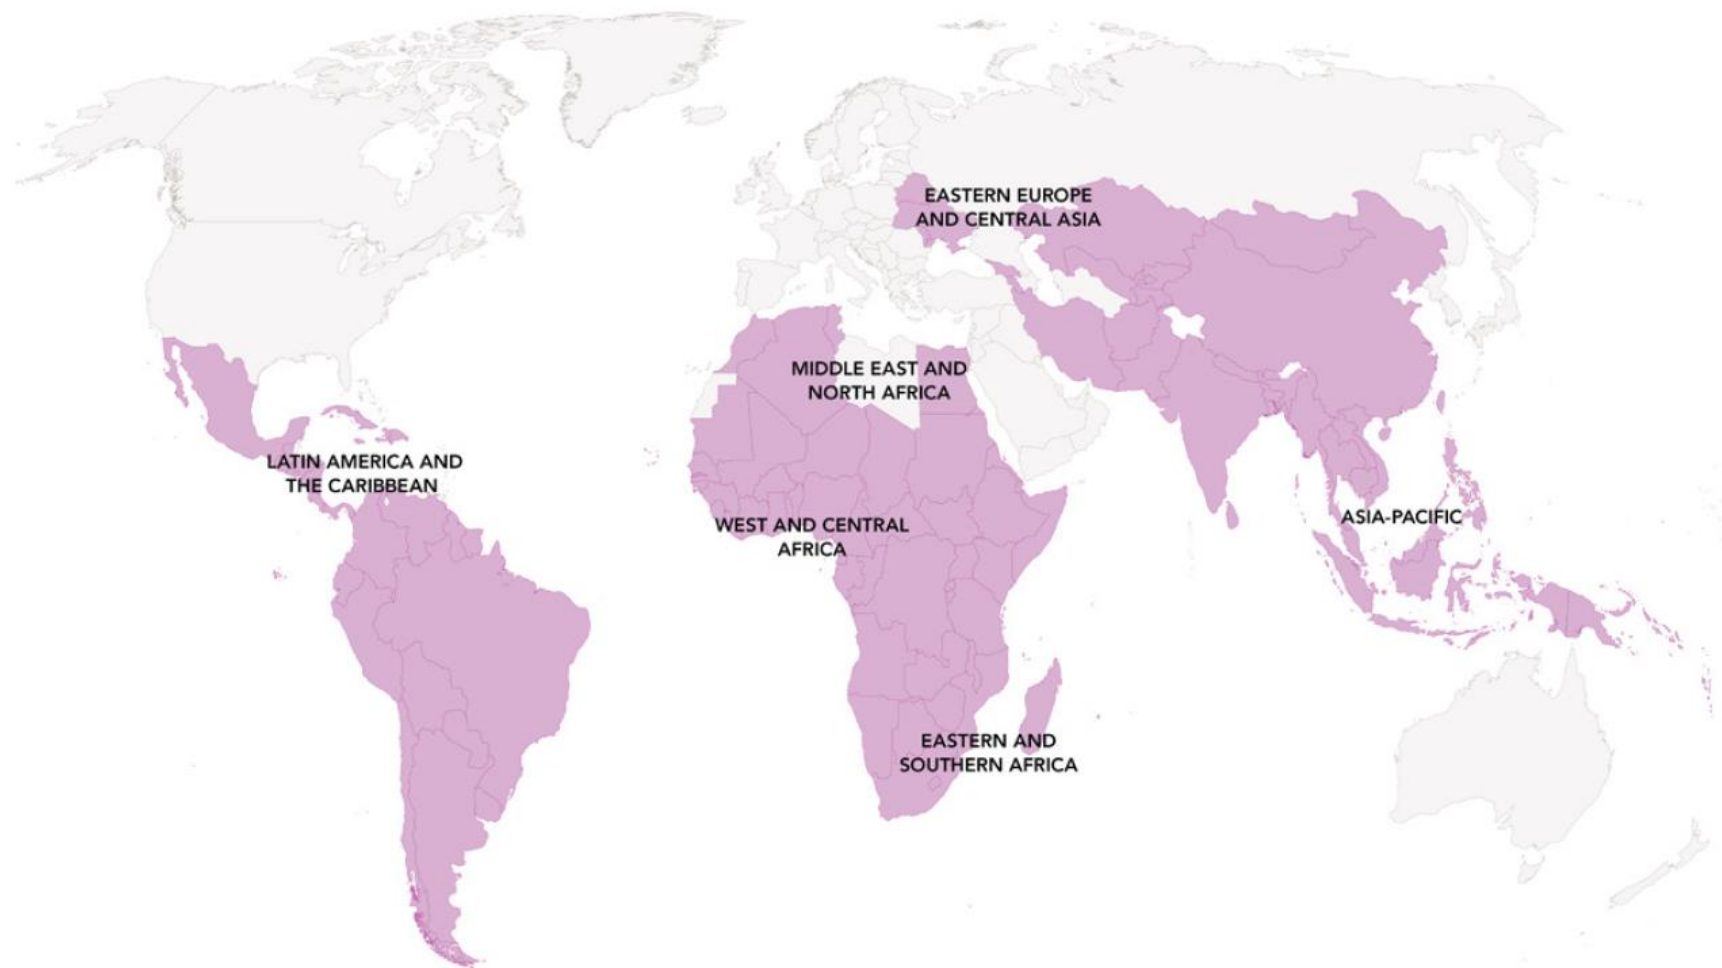 EASTERN EUROPE
AND CENTRAL ASIA
MIDDLE EAST AND
NORTH AFRICA
LATIN AMERICA AND
THE CARIBBEAN
WEST AND CENTRAL
AFRICA
ASIA-PACIFIC
EASTERN AND
SOUTHERN AFRICA